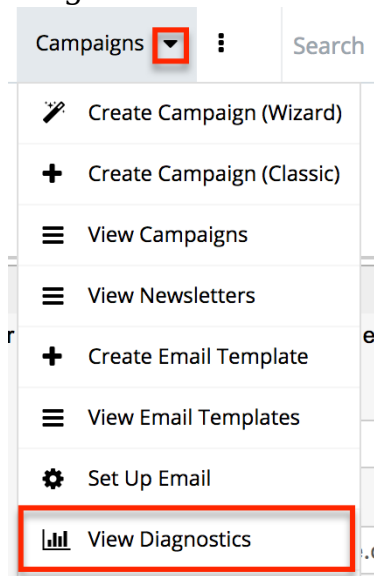 Campaigns
Search
Create Campaign (Wizard)
Create Campaign (Classic)
View Campaigns
View Newsletters
r
e
Create Email Template
View Email Templates
Set Up Email
View Diagnostics